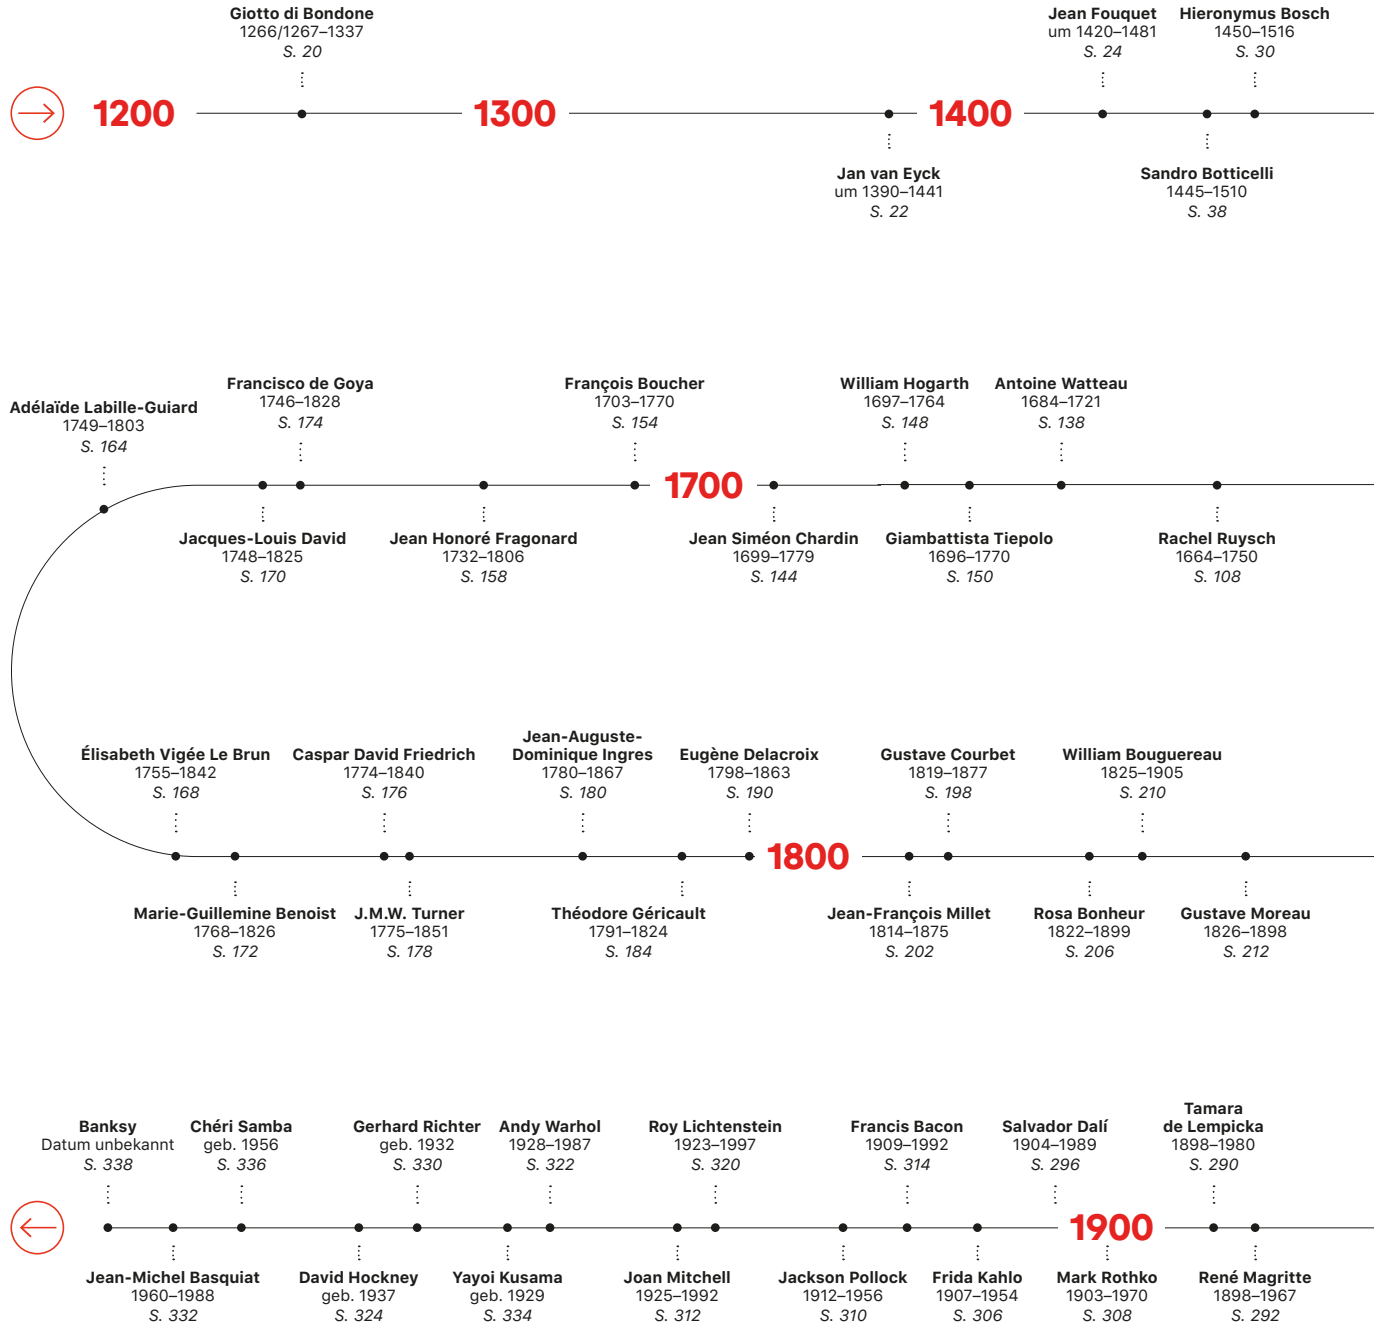 Giotto di Bondone
1266/1267–1337
S. 20
Jean Fouquet
um 1420–1481
S. 24
Hieronymus Bosch
1450–1516
S. 30
1200
1300
1400
Jan van Eyck
um 1390–1441
S. 22
Sandro Botticelli
1445–1510
S. 38
Adélaïde Labille-Guiard
1749–1803
S. 164
Francisco de Goya
1746–1828
S. 174
François Boucher
1703–1770
S. 154
William Hogarth
1697–1764
S. 148
Antoine Watteau
1684–1721
S. 138
1700
Jacques-Louis David
1748–1825
S. 170
Jean Honoré Fragonard
1732–1806
S. 158
Jean Siméon Chardin
1699–1779
S. 144
Giambattista Tiepolo
1696–1770
S. 150
Rachel Ruysch
1664–1750
S. 108
Élisabeth Vigée Le Brun
1755–1842
S. 168
Caspar David Friedrich
1774–1840
S. 176
Jean-Auguste-
Dominique Ingres
1780–1867
S. 180
Eugène Delacroix
1798–1863
S. 190
Gustave Courbet
1819–1877
S. 198
William Bouguereau
1825–1905
S. 210
1800
Marie-Guillemine Benoist
1768–1826
S. 172
J.M.W. Turner
1775–1851
S. 178
Théodore Géricault
1791–1824
S. 184
Jean-François Millet
1814–1875
S. 202
Rosa Bonheur
1822–1899
S. 206
Gustave Moreau
1826–1898
S. 212
Banksy
Datum unbekannt
S. 338
Chéri Samba
geb. 1956
S. 336
Gerhard Richter
geb. 1932
S. 330
Andy Warhol
1928–1987
S. 322
Roy Lichtenstein
1923–1997
S. 320
Francis Bacon
1909–1992
S. 314
Salvador Dalí
1904–1989
S. 296
Tamara
de Lempicka
1898–1980
S. 290
1900
Jean-Michel Basquiat
1960–1988
S. 332
David Hockney
geb. 1937
S. 324
Yayoi Kusama
geb. 1929
S. 334
Joan Mitchell
1925–1992
S. 312
Jackson Pollock
1912–1956
S. 310
Frida Kahlo
1907–1954
S. 306
Mark Rothko
1903–1970
S. 308
René Magritte
1898–1967
S. 292